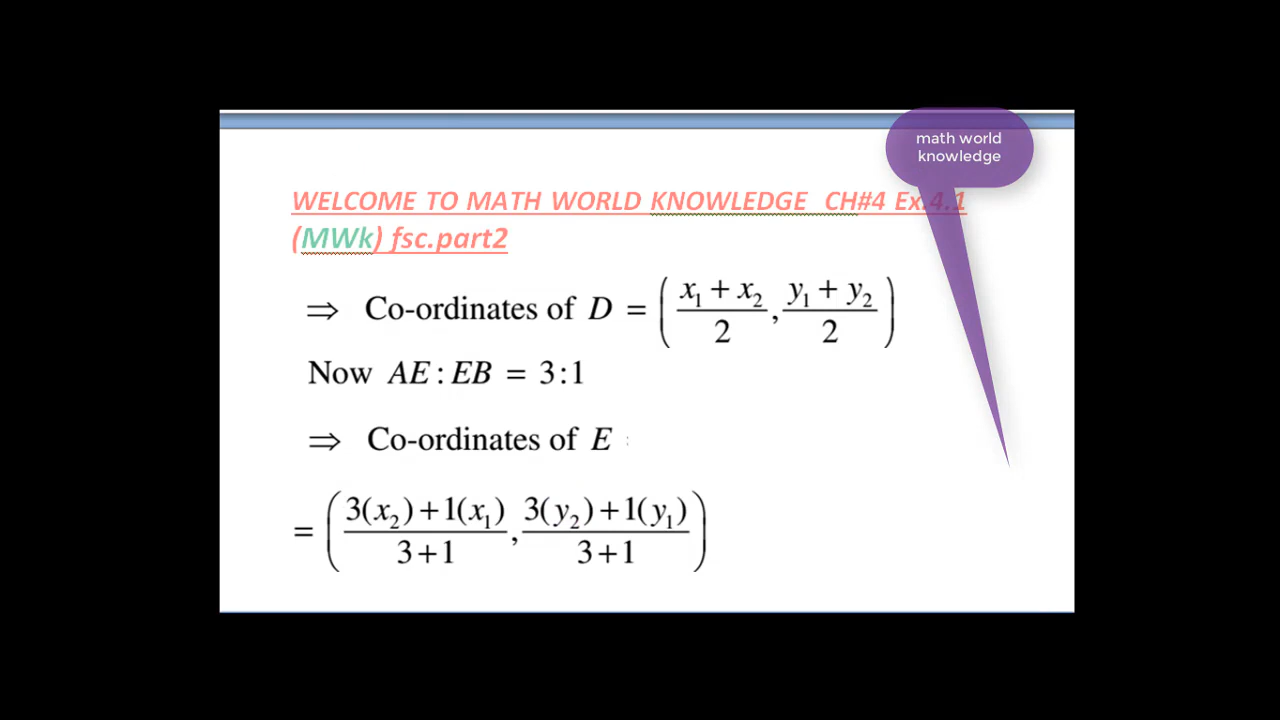 math world
knowledge
WELCOME TO MATH WORLD KNOWLEDGE CH#4 Ex.4.1
(MWk) fsc.part2
⇒ Co-ordinates of D = ( (x₁ + x₂)/2 , (y₁ + y₂)/2 )
Now AE : EB = 3:1
⇒ Co-ordinates of E :
= ( (3(x₂)+1(x₁))/(3+1) , (3(y₂)+1(y₁))/(3+1) )